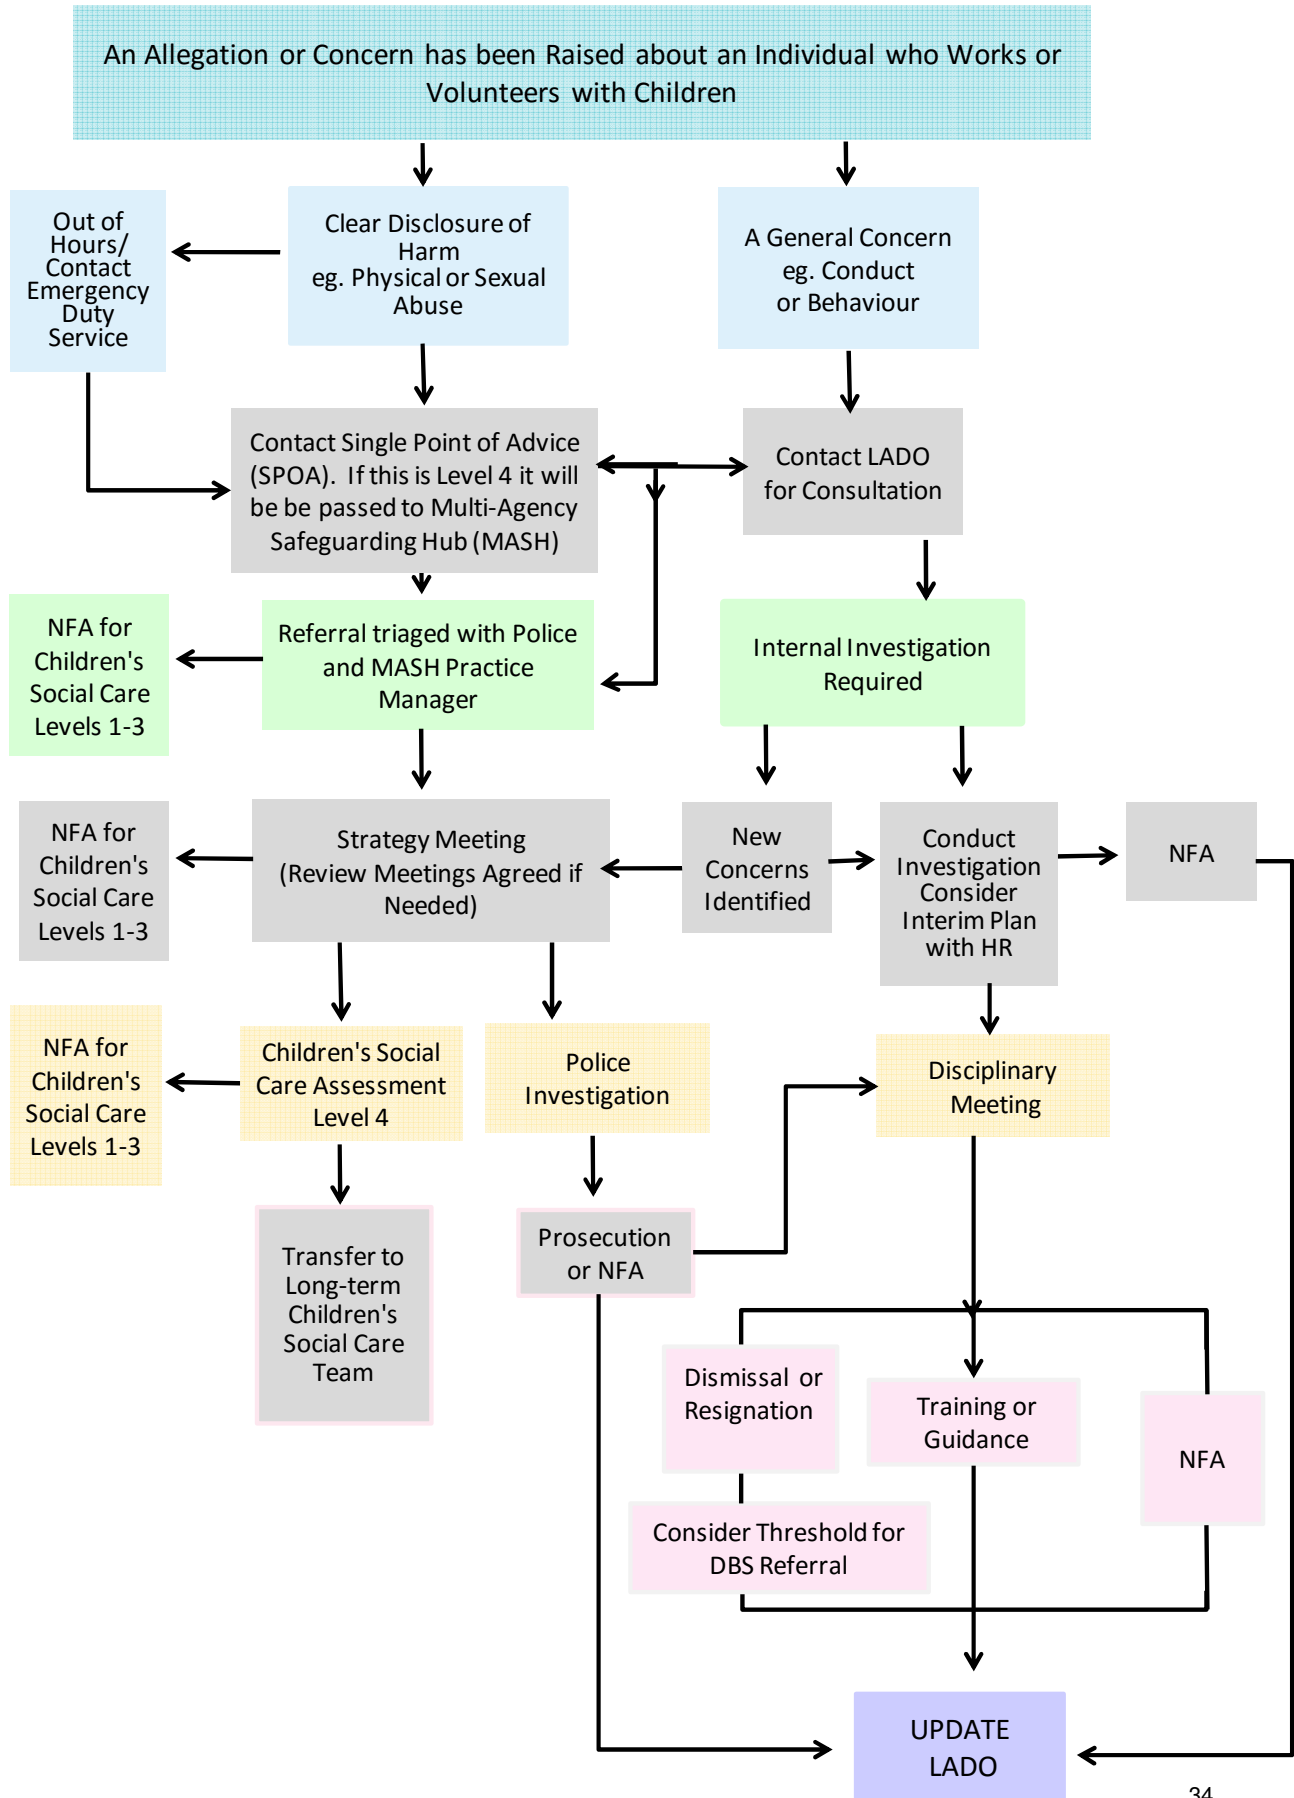 An Allegation or Concern has been Raised about an Individual who Works or
Volunteers with Children
Out of
Hours/
Contact
Emergency
Duty
Service
Clear Disclosure of
Harm
eg. Physical or Sexual
Abuse
A General Concern
eg. Conduct
or Behaviour
Contact Single Point of Advice
(SPOA). If this is Level 4 it will
be be passed to Multi-Agency
Safeguarding Hub (MASH)
Contact LADO
for Consultation
NFA for
Children's
Social Care
Levels 1-3
Referral triaged with Police
and MASH Practice
Manager
Internal Investigation
Required
NFA for
Children's
Social Care
Levels 1-3
Strategy Meeting
(Review Meetings Agreed if
Needed)
New
Concerns
Identified
Conduct
Investigation
Consider
Interim Plan
with HR
NFA
NFA for
Children's
Social Care
Levels 1-3
Children's Social
Care Assessment
Level 4
Police
Investigation
Disciplinary
Meeting
Transfer to
Long-term
Children's
Social Care
Team
Prosecution
or NFA
Dismissal or
Resignation
Training or
Guidance
NFA
Consider Threshold for
DBS Referral
UPDATE
LADO
34